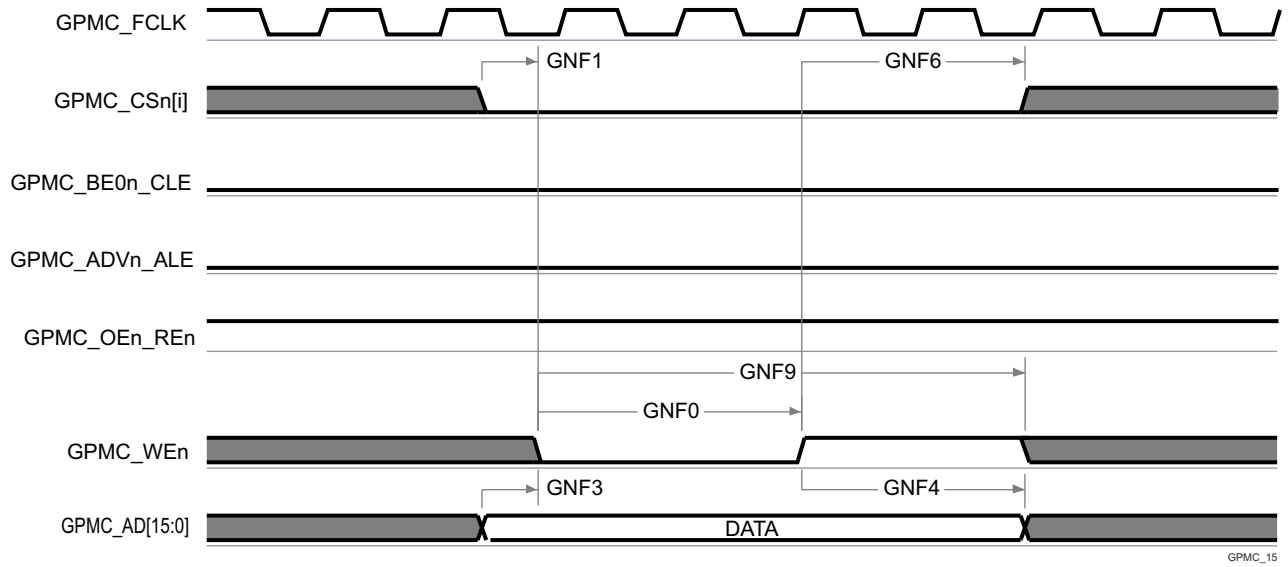 GPMC_FCLK
GNF1
GNF6
GPMC_CSn[i]
GPMC_BE0n_CLE
GPMC_ADVn_ALE
GPMC_OEn_REn
GNF9
GNF0
GPMC_WEn
GNF3
GNF4
GPMC_AD[15:0]
DATA
GPMC_15